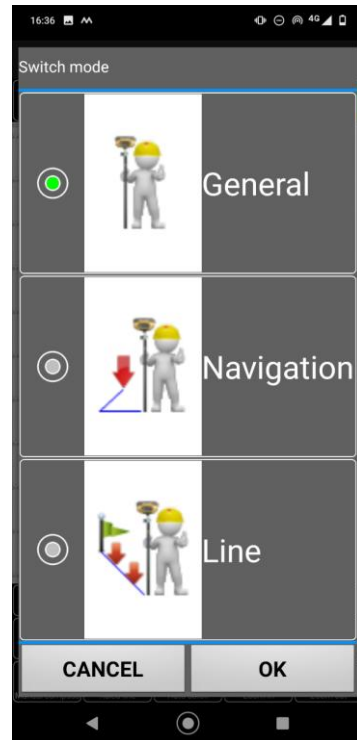 16:36
4G
Switch mode
General
Navigation
Line
CANCEL
OK